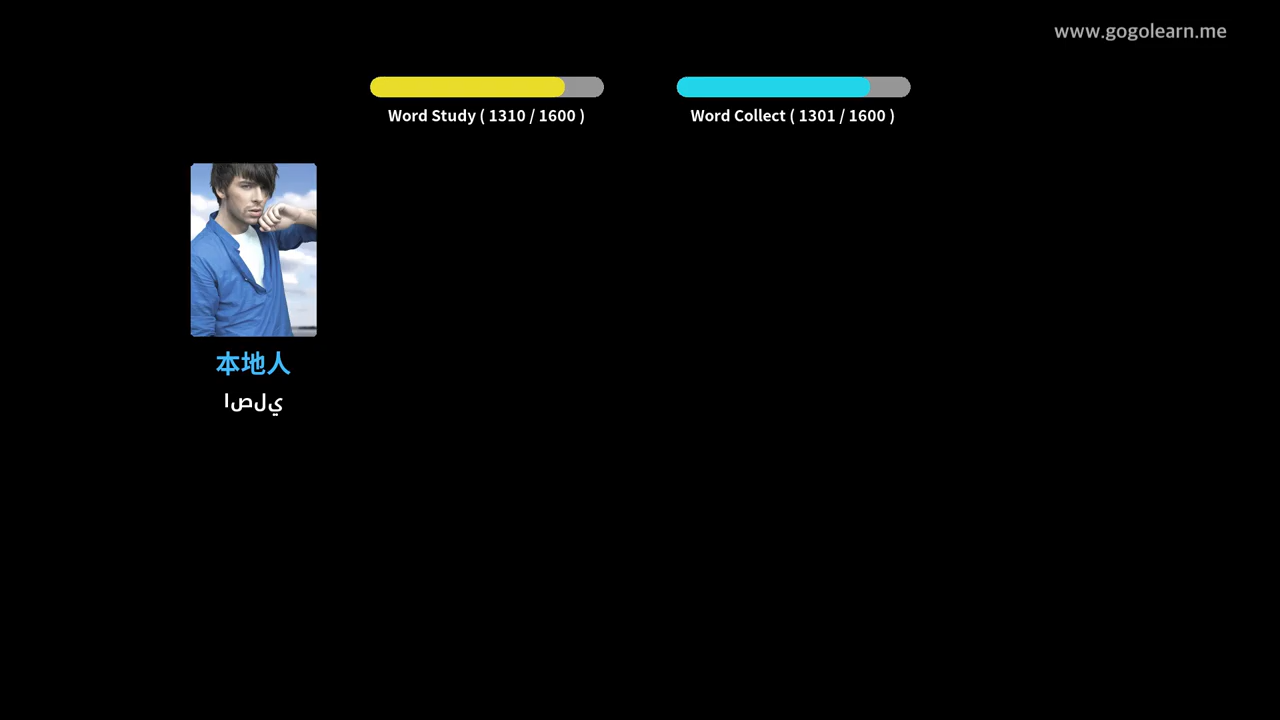 www.gogolearn.me
Word Study ( 1310 / 1600 )
Word Collect ( 1301 / 1600 )
本地人
اصلي